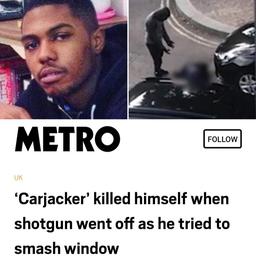 METRO
FOLLOW
UK
‘Carjacker’ killed himself when
shotgun went off as he tried to
smash window